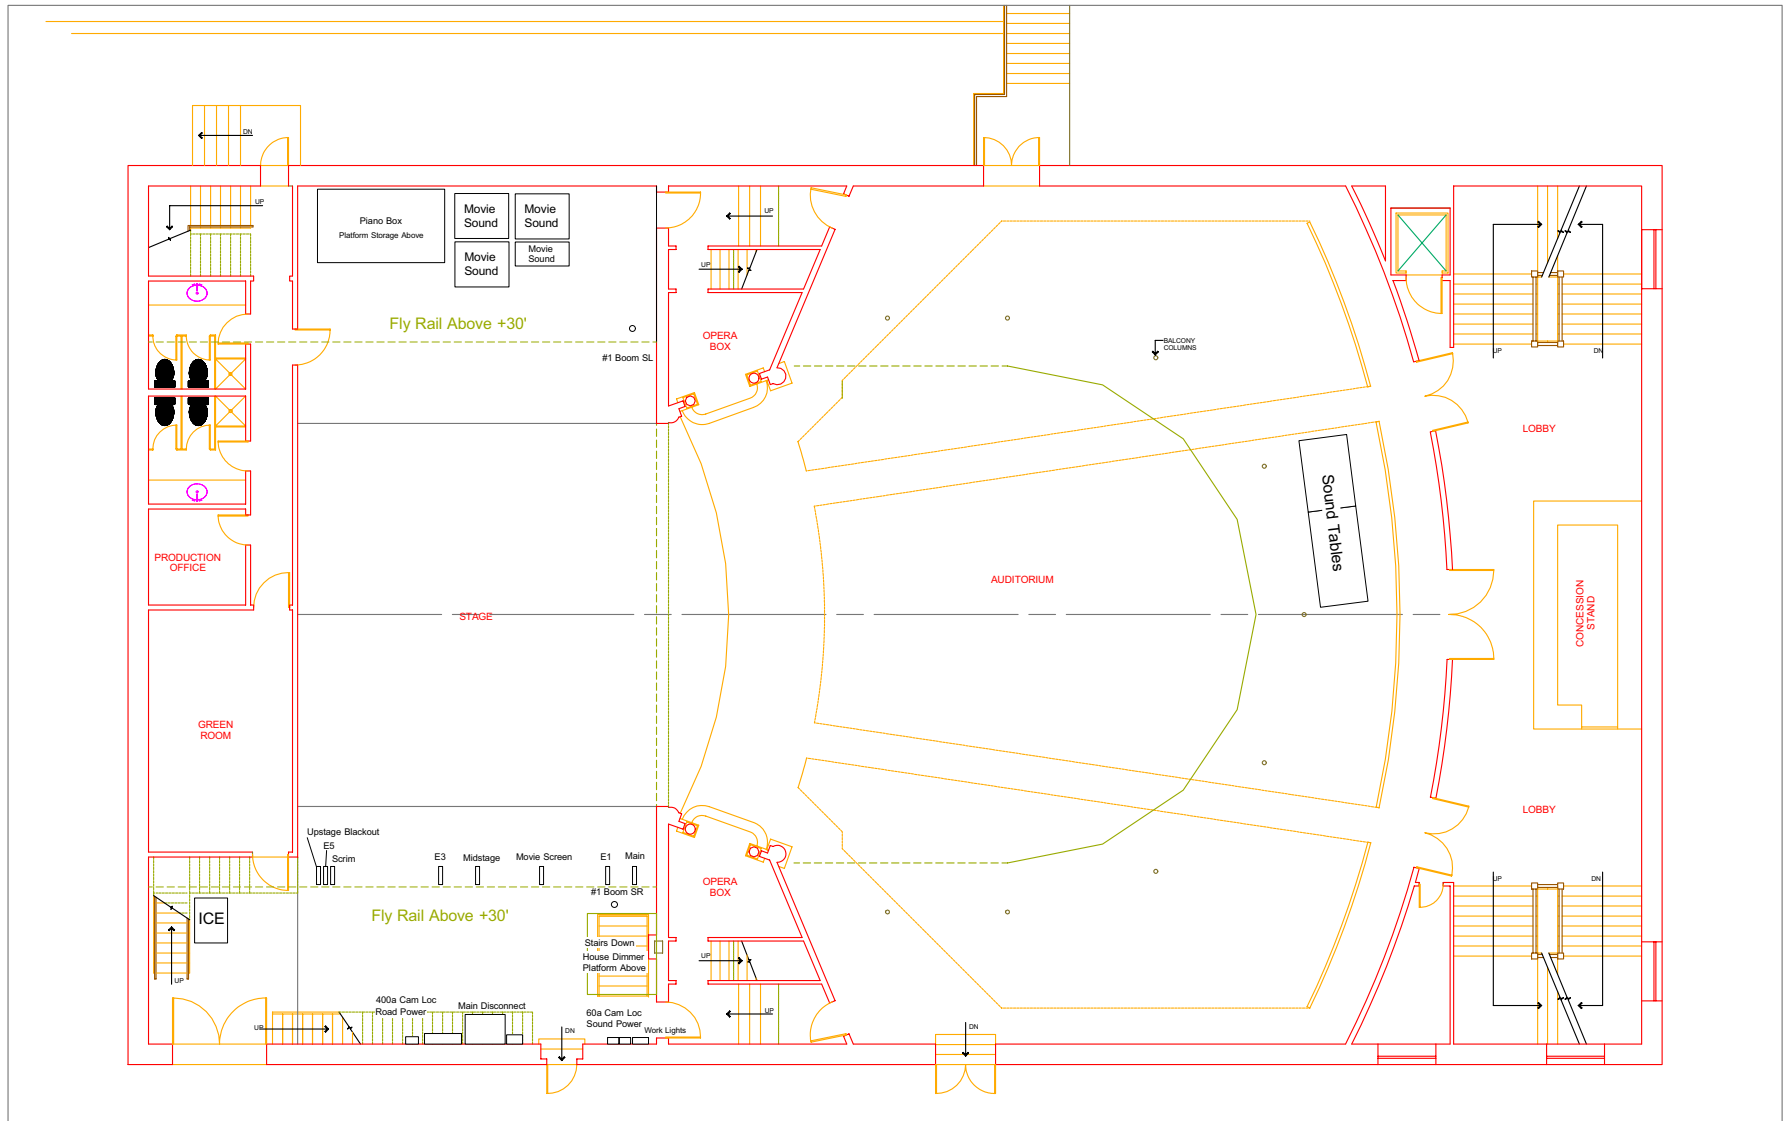 DN
UP
Piano Box
Platform Storage Above
Movie
Sound
Movie
Sound
Movie
Sound
Movie
Sound
UP
UP
Fly Rail Above +30'
#1 Boom SL
OPERA
BOX
BALCONY
COLUMNS
UP
DN
LOBBY
Sound Tables
PRODUCTION
OFFICE
AUDITORIUM
CONCESSION
STAND
STAGE
GREEN
ROOM
LOBBY
Upstage Blackout
E5
Scrim
E3
Midstage
Movie Screen
E1
Main
#1 Boom SR
OPERA
BOX
UP
DN
ICE
Fly Rail Above +30'
Stairs Down
House Dimmer
Platform Above
UP
UP
400a Cam Loc
Road Power
Main Disconnect
60a Cam Loc
Sound Power
Work Lights
UP
UP
DN
DN